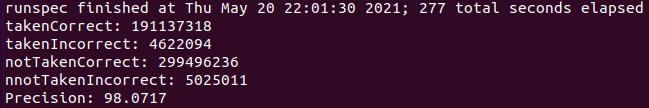 runspec finished at Thu May 20 22:01:30 2021; 277 total seconds elapsed
takenCorrect: 191137318
takenIncorrect: 4622094
notTakenCorrect: 299496236
nnotTakenIncorrect: 5025011
Precision: 98.0717